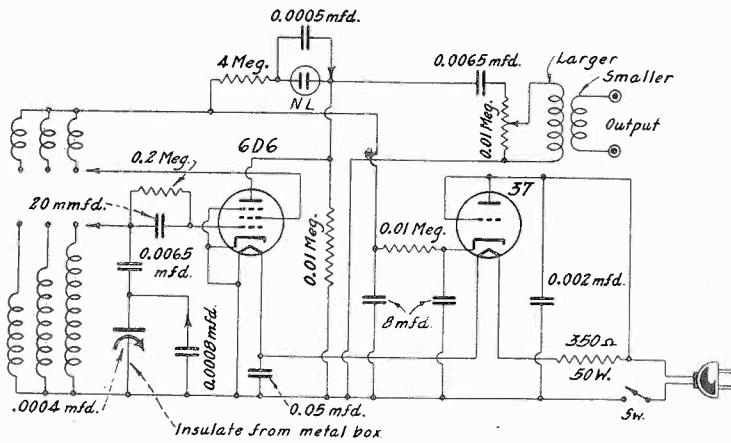 0.0005 mfd.
4 Meg.
NL
0.0065
mfd.
Larger
Smaller
0.01 Meg.
Output
0.2 Meg.
6D6
37
20 mmfd.
0.0065
mfd.
0.01 Meg.
0.01 Meg.
0.002 mfd.
8 mfd.
0.0008 mfd.
350Ω
50W.
.0004 mfd.
0.05 mfd.
Sw.
Insulate from metal box